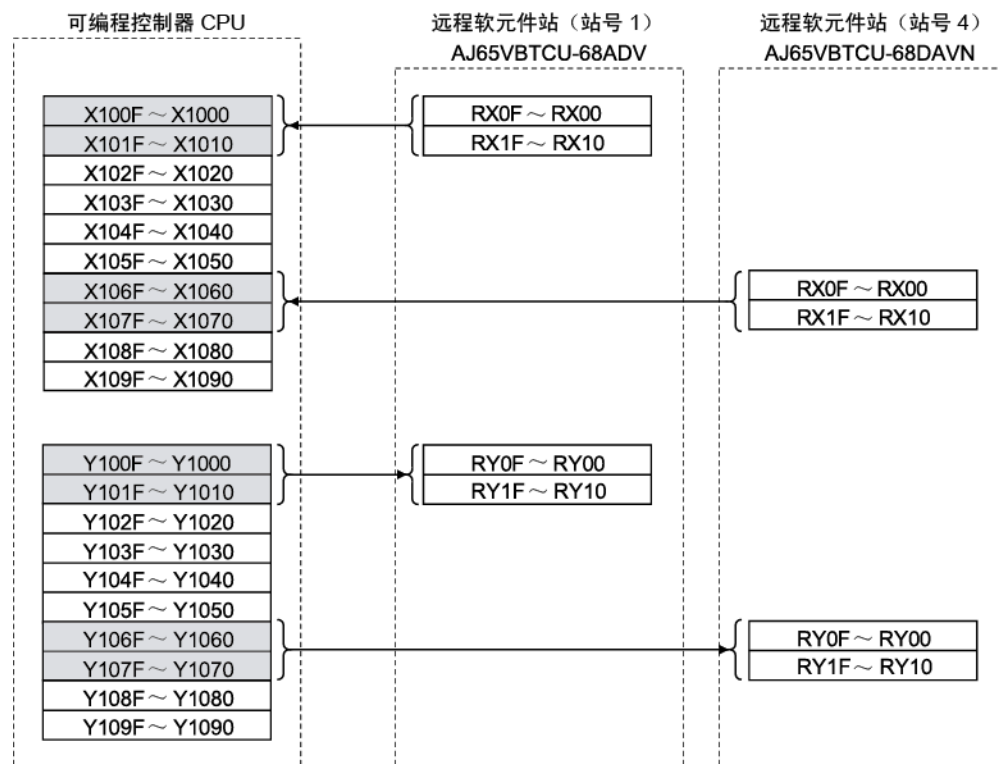 可编程控制器 CPU
远程软元件站（站号 1）
AJ65VBTCU-68ADV
远程软元件站（站号 4）
AJ65VBTCU-68DAVN
X100F～X1000
X101F～X1010
X102F～X1020
X103F～X1030
X104F～X1040
X105F～X1050
X106F～X1060
X107F～X1070
X108F～X1080
X109F～X1090
RX0F～RX00
RX1F～RX10
RX0F～RX00
RX1F～RX10
Y100F～Y1000
Y101F～Y1010
Y102F～Y1020
Y103F～Y1030
Y104F～Y1040
Y105F～Y1050
Y106F～Y1060
Y107F～Y1070
Y108F～Y1080
Y109F～Y1090
RY0F～RY00
RY1F～RY10
RY0F～RY00
RY1F～RY10